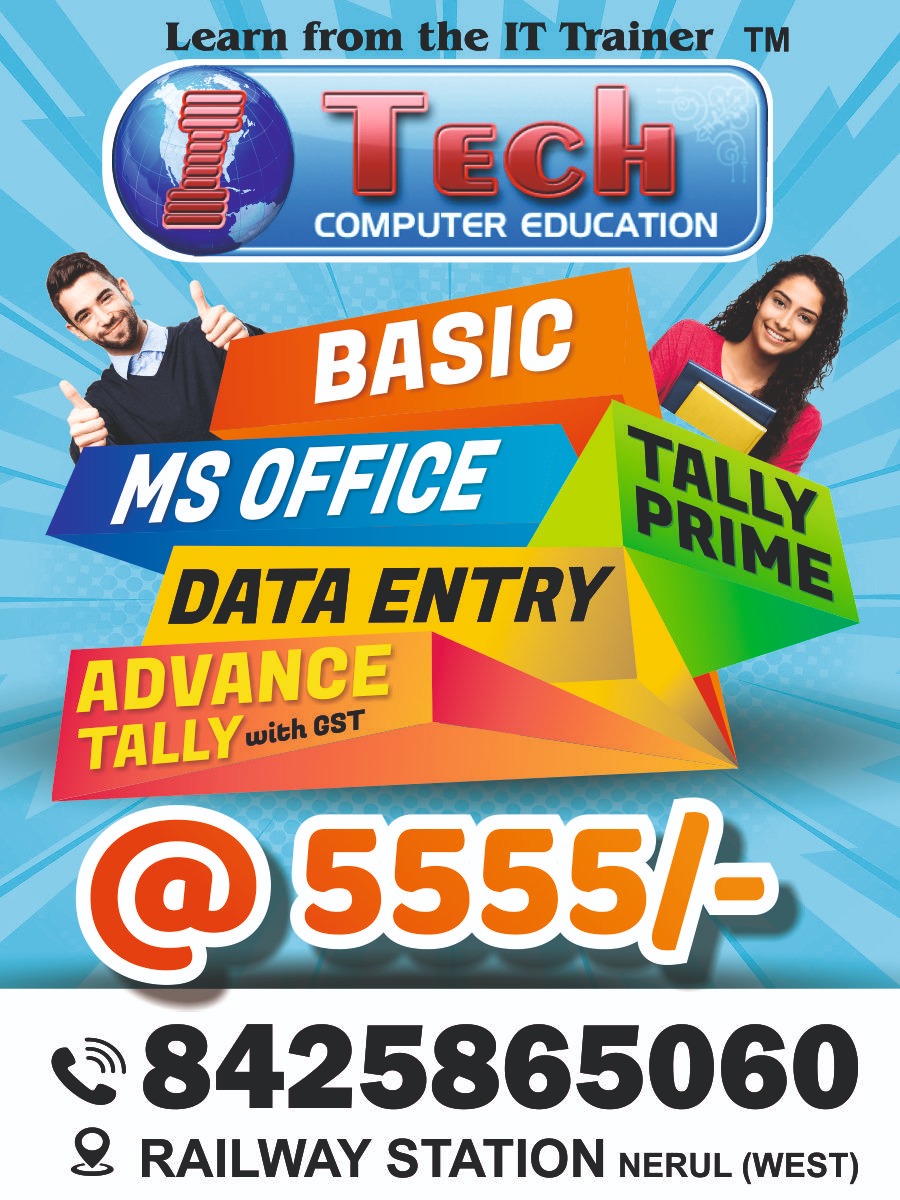 Learn from the IT Trainer TM
I Tech
COMPUTER EDUCATION
BASIC
MS OFFICE
TALLY
PRIME
DATA ENTRY
ADVANCE
TALLY with GST
@ 5555/-
8425865060
RAILWAY STATION NERUL (WEST)